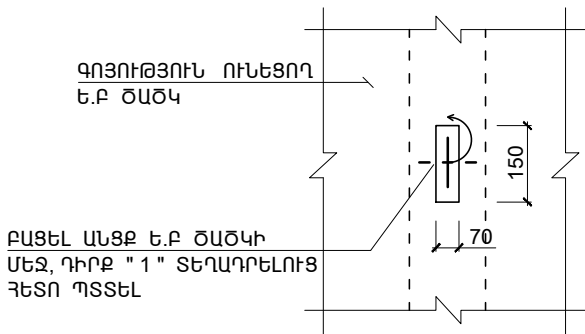 ԳՈՅՈՒԹՅՈՒՆ ՈՒՆԵՑՈՂ
Ե.Բ ԾԱԾԿ
150
70
ԲԱՑԵԼ ԱՆՑՔ Ե.Բ ԾԱԾԿԻ
ՄԵՋ, ԴԻՐՔ " 1 " ՏԵՂԱԴՐԵԼՈՒՑ
ՀԵՏՈ ՊՏՏԵԼ